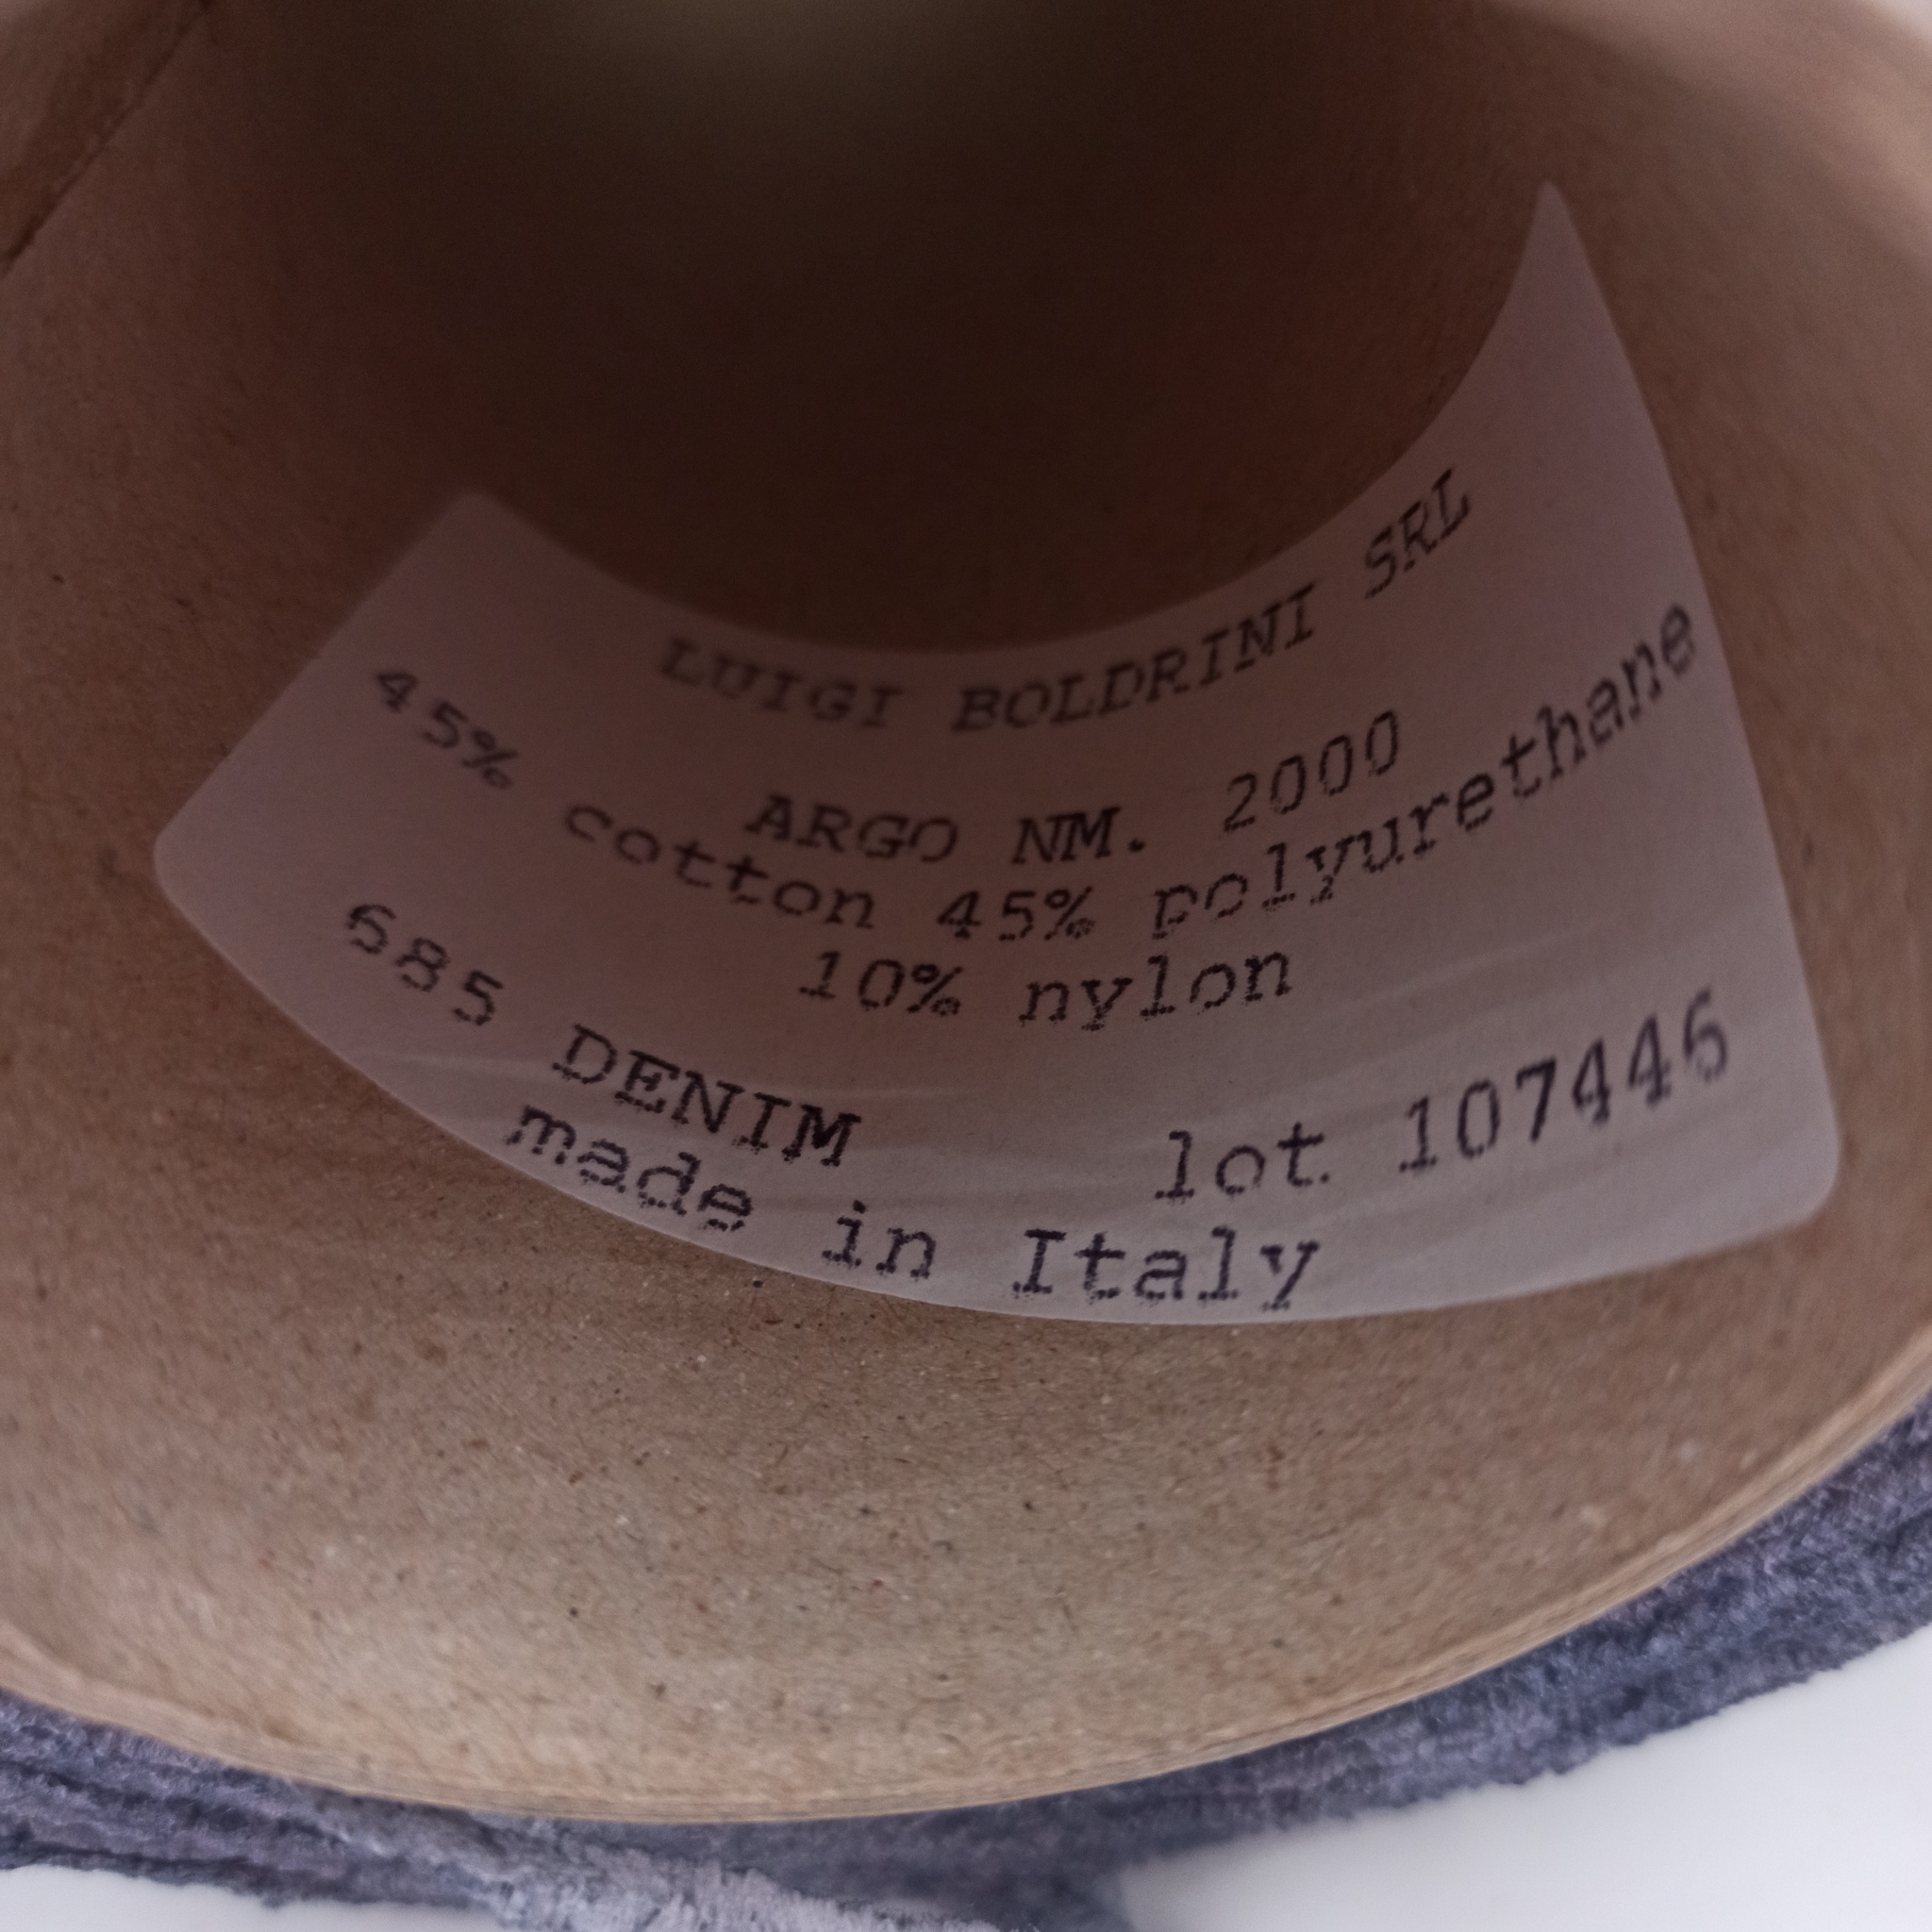 LUIGI BOLDRINI SRL
ARGO NM. 2000
45% cotton 45% polyurethane
10% nylon
685 DENIM lot 107446
made in Italy